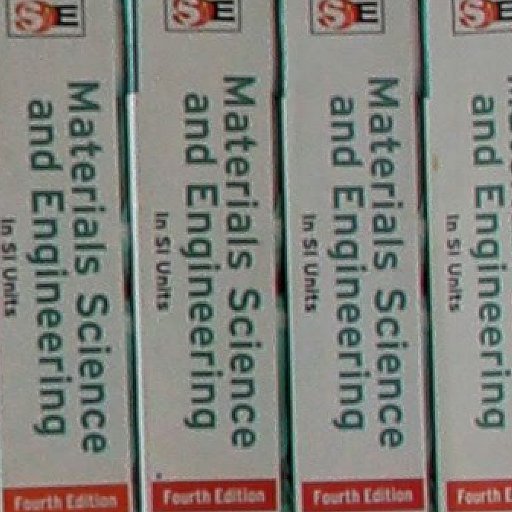 Materials Science
and Engineering
In SI Units
Fourth Edition
Materials Science
and Engineering
In SI Units
Fourth Edition
Materials Science
and Engineering
In SI Units
Fourth Edition
and Engineering
In SI Units
Fourth E